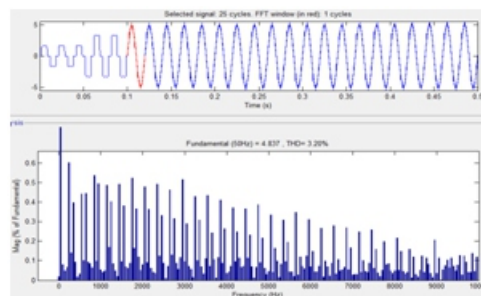 Selected signal: 25 cycles. FFT window (in red): 1 cycles
5
0
-5
0 0.05 0.1 0.15 0.2 0.25 0.3 0.35 0.4 0.45 0.5
Time (s)
Fundamental (50Hz) = 4.837 , THD= 3.20%
Mag (% of Fundamental)
0.6
0.5
0.4
0.3
0.2
0.1
0
0 1000 2000 3000 4000 5000 6000 7000 8000 9000
Frequency (Hz)